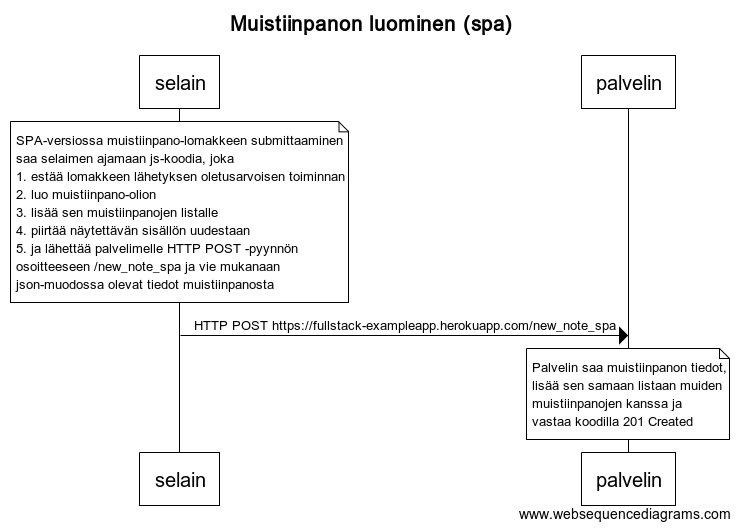 Muistiinpanon luominen (spa)
selain
palvelin
SPA-versiossa muistiinpano-lomakkeen submittaaminen
saa selaimen ajamaan js-koodia, joka
1. estää lomakkeen lähetyksen oletusarvoisen toiminnan
2. luo muistiinpano-olion
3. lisää sen muistiinpanojen listalle
4. piirtää näytettävän sisällön uudestaan
5. ja lähettää palvelimelle HTTP POST -pyynnön
osoitteeseen /new_note_spa ja vie mukanaan
json-muodossa olevat tiedot muistiinpanosta
HTTP POST https://fullstack-exampleapp.herokuapp.com/new_note_spa
Palvelin saa muistiinpanon tiedot,
lisää sen samaan listaan muiden
muistiinpanojen kanssa ja
vastaa koodilla 201 Created
selain
palvelin
www.websequencediagrams.com